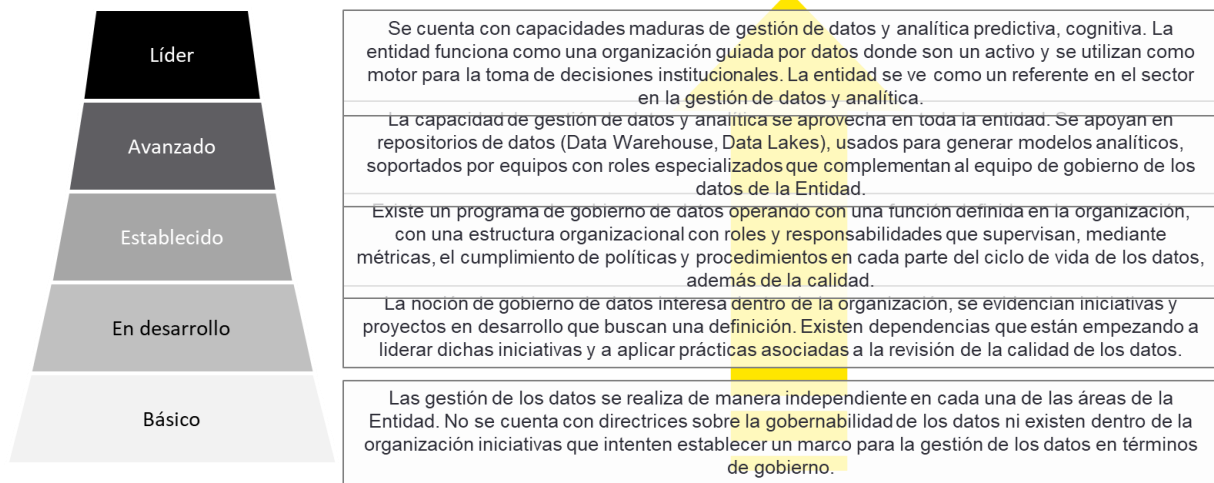 Líder
Se cuenta con capacidades maduras de gestión de datos y analítica predictiva, cognitiva. La
entidad funciona como una organización guiada por datos donde son un activo y se utilizan como
motor para la toma de decisiones institucionales. La entidad se ve como un referente en el sector
en la gestión de datos y analítica.
Avanzado
La capacidad de gestión de datos y analítica se aprovecha en toda la entidad. Se apoyan en
repositorios de datos (Data Warehouse, Data Lakes), usados para generar modelos analíticos,
soportados por equipos con roles especializados que complementan al equipo de gobierno de los
datos de la Entidad.
Establecido
Existe un programa de gobierno de datos operando con una función definida en la organización,
con una estructura organizacional con roles y responsabilidades que supervisan, mediante
métricas, el cumplimiento de políticas y procedimientos en cada parte del ciclo de vida de los datos,
además de la calidad.
En desarrollo
La noción de gobierno de datos interesa dentro de la organización, se evidencian iniciativas y
proyectos en desarrollo que buscan una definición. Existen dependencias que están empezando a
liderar dichas iniciativas y a aplicar prácticas asociadas a la revisión de la calidad de los datos.
Básico
Las gestión de los datos se realiza de manera independiente en cada una de las áreas de la
Entidad. No se cuenta con directrices sobre la gobernabilidad de los datos ni existen dentro de la
organización iniciativas que intenten establecer un marco para la gestión de los datos en términos
de gobierno.